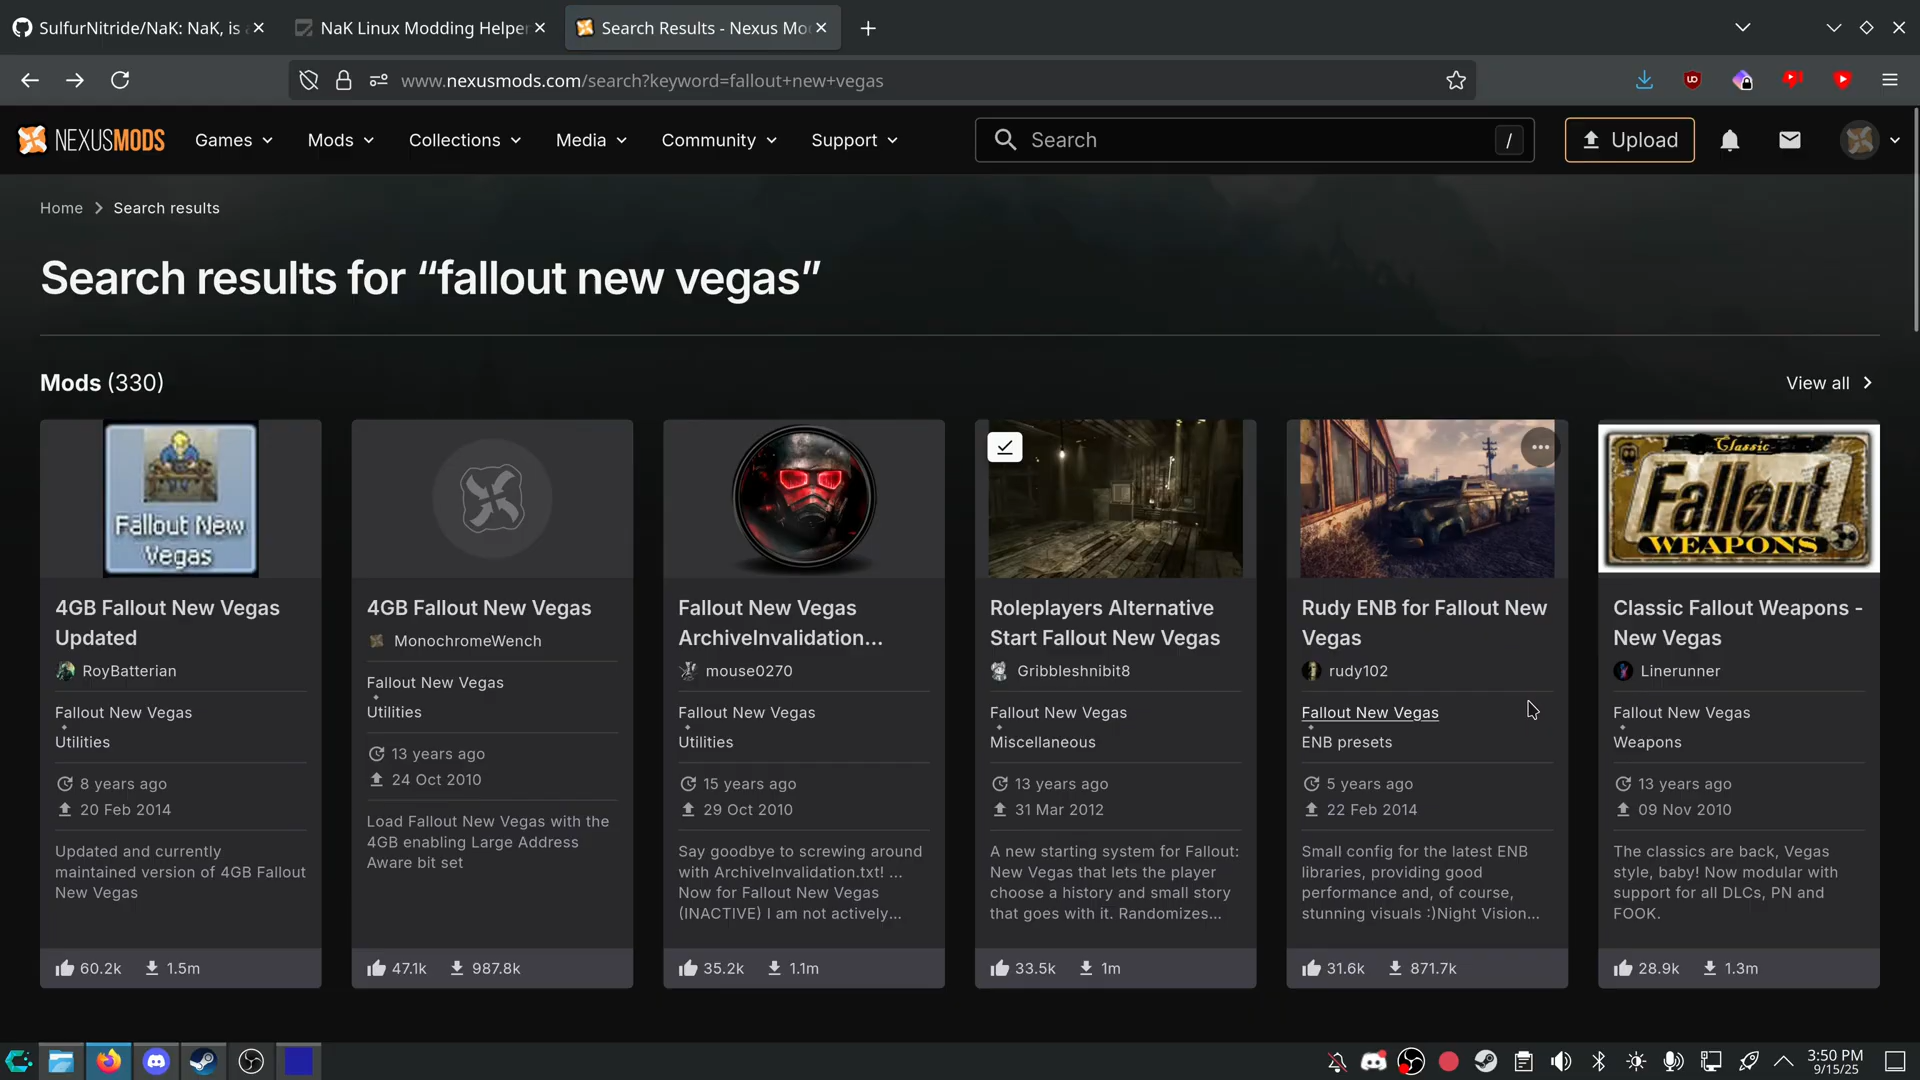 SulfurNitride/NaK: NaK, is a
NaK Linux Modding Helper
Search Results - Nexus Mo
www.nexusmods.com/search?keyword=fallout+new+vegas
NEXUSMODS
Games
Mods
Collections
Media
Community
Support
Search
/
Upload
Home
Search results
Search results for “fallout new vegas”
Mods (330)
View all
Fallout New
Vegas
4GB Fallout New Vegas
Updated
RoyBatterian
Fallout New Vegas
Utilities
8 years ago
20 Feb 2014
Updated and currently
maintained version of 4GB Fallout
New Vegas
60.2k
1.5m
4GB Fallout New Vegas
MonochromeWench
Fallout New Vegas
Utilities
13 years ago
24 Oct 2010
Load Fallout New Vegas with the
4GB enabling Large Address
Aware bit set
47.1k
987.8k
Fallout New Vegas
ArchiveInvalidation...
mouse0270
Fallout New Vegas
Utilities
15 years ago
29 Oct 2010
Say goodbye to screwing around
with ArchiveInvalidation.txt! ...
Now for Fallout New Vegas
(INACTIVE) I am not actively...
35.2k
1.1m
Roleplayers Alternative
Start Fallout New Vegas
Gribbleshnibit8
Fallout New Vegas
Miscellaneous
13 years ago
31 Mar 2012
A new starting system for Fallout:
New Vegas that lets the player
choose a history and small story
that goes with it. Randomizes...
33.5k
1m
Rudy ENB for Fallout New
Vegas
rudy102
Fallout New Vegas
ENB presets
5 years ago
22 Feb 2014
Small config for the latest ENB
libraries, providing good
performance and, of course,
stunning visuals :)Night Vision...
31.6k
871.7k
Classic
Fallout
WEAPONS
Classic Fallout Weapons -
New Vegas
Linerunner
Fallout New Vegas
Weapons
13 years ago
09 Nov 2010
The classics are back, Vegas
style, baby! Now modular with
support for all DLCs, PN and
FOOK.
28.9k
1.3m
3:50 PM
9/15/25